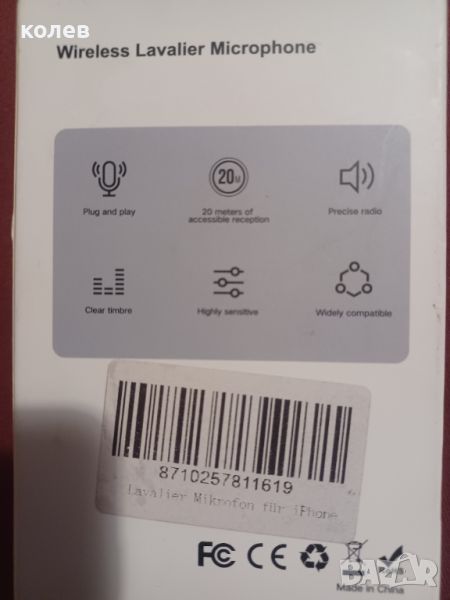 колев
Wireless Lavalier Microphone
20M
Plug and play
20 meters of
accessible reception
Precise radio
Clear timbre
Highly sensitive
Widely compatible
8710257811619
Lavalier Mikrofon für iPhone
FC CE
Made in China
BAZAR